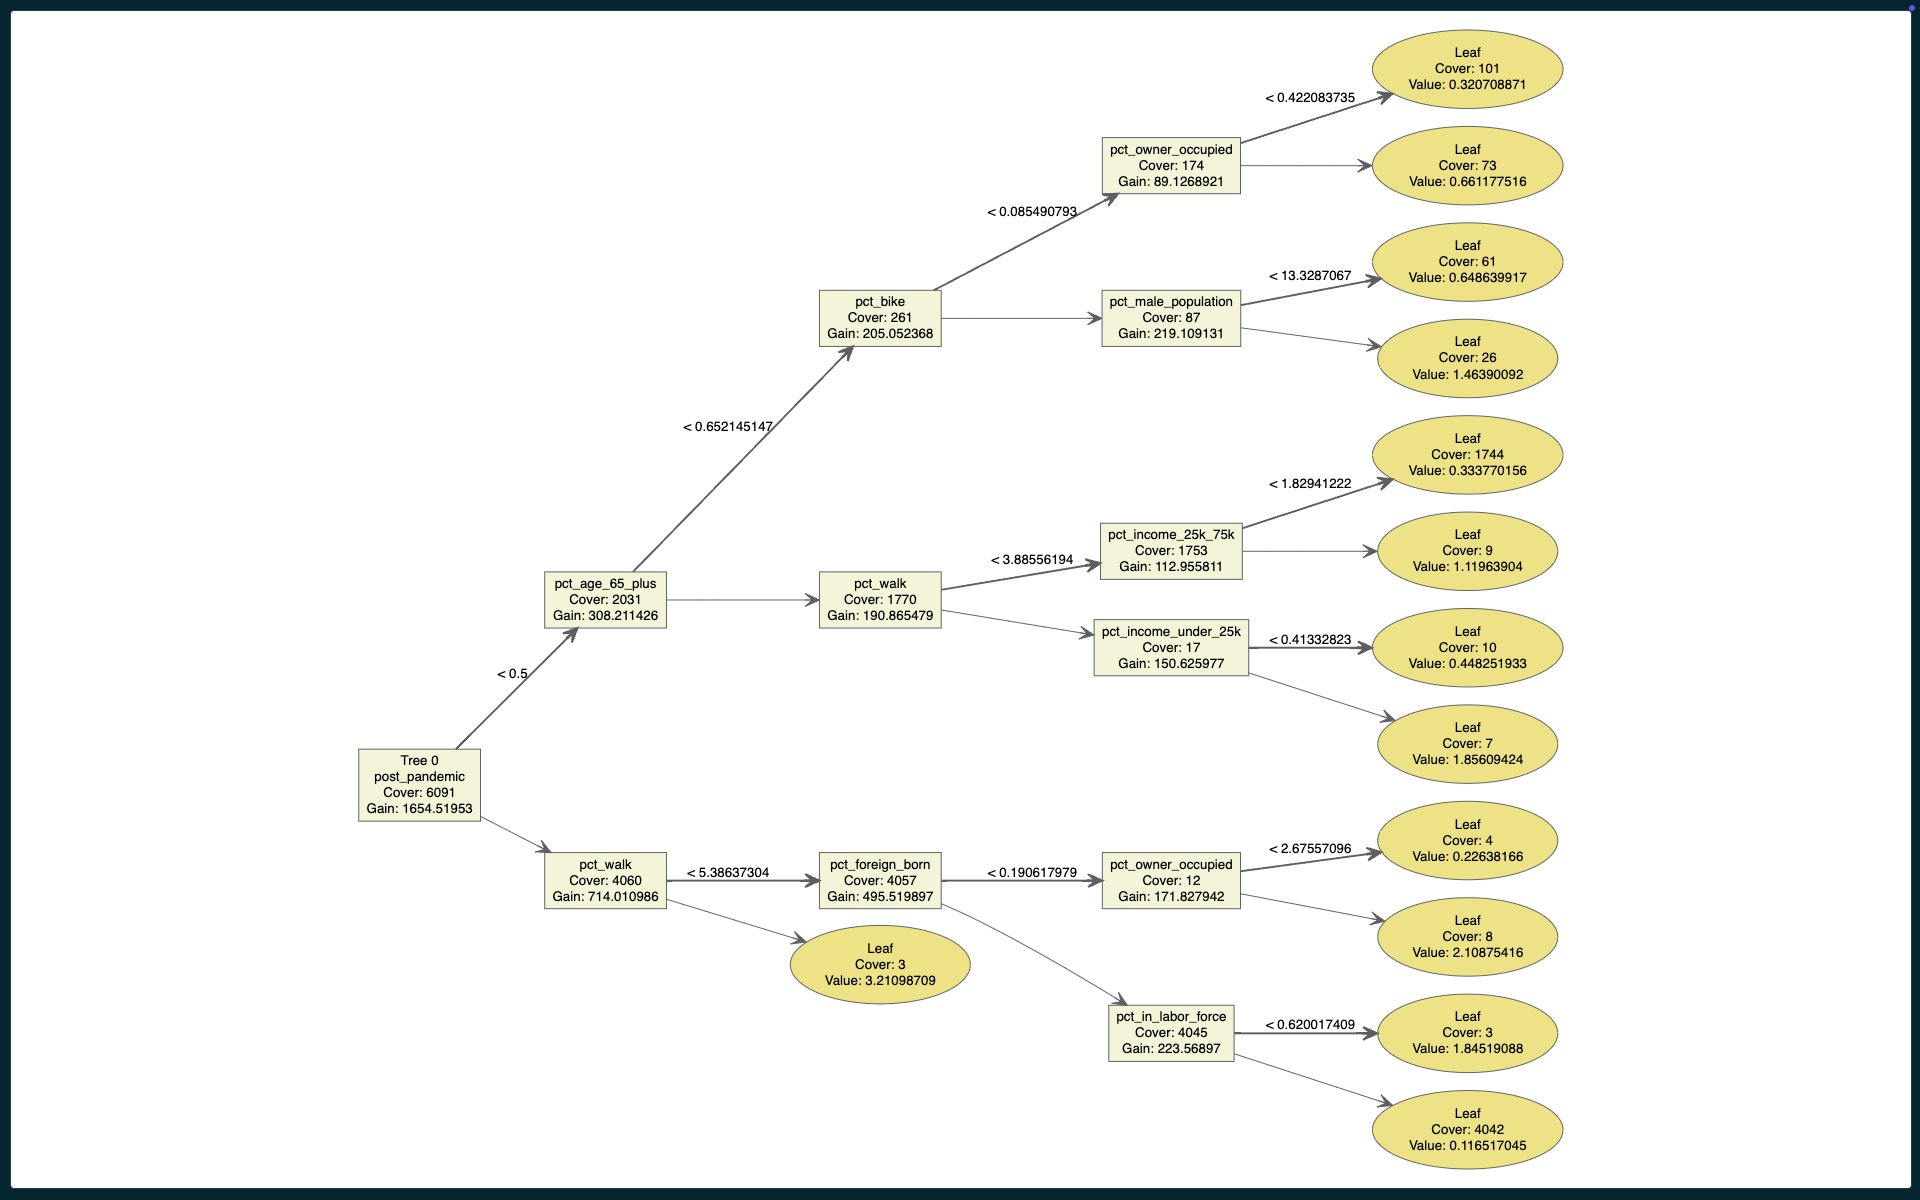 Leaf
Cover: 101
Value: 0.320708871
< 0.422083735
pct_owner_occupied
Cover: 174
Gain: 89.1268921
Leaf
Cover: 73
Value: 0.661177516
< 0.085490793
Leaf
Cover: 61
Value: 0.648639917
< 13.3287067
pct_bike
Cover: 261
Gain: 205.052368
pct_male_population
Cover: 87
Gain: 219.109131
Leaf
Cover: 26
Value: 1.46390092
< 0.652145147
Leaf
Cover: 1744
Value: 0.333770156
< 1.82941222
pct_income_25k_75k
Cover: 1753
Gain: 112.955811
Leaf
Cover: 9
Value: 1.11963904
< 3.88556194
pct_age_65_plus
Cover: 2031
Gain: 308.211426
pct_walk
Cover: 1770
Gain: 190.865479
pct_income_under_25k
Cover: 17
Gain: 150.625977
< 0.41332823
Leaf
Cover: 10
Value: 0.448251933
< 0.5
Leaf
Cover: 7
Value: 1.85609424
Tree 0
post_pandemic
Cover: 6091
Gain: 1654.51953
Leaf
Cover: 4
Value: 0.22638166
< 2.67557096
pct_walk
Cover: 4060
Gain: 714.010986
< 5.38637304
pct_foreign_born
Cover: 4057
Gain: 495.519897
< 0.190617979
pct_owner_occupied
Cover: 12
Gain: 171.827942
Leaf
Cover: 8
Value: 2.10875416
Leaf
Cover: 3
Value: 3.21098709
pct_in_labor_force
Cover: 4045
Gain: 223.56897
< 0.620017409
Leaf
Cover: 3
Value: 1.84519088
Leaf
Cover: 4042
Value: 0.116517045